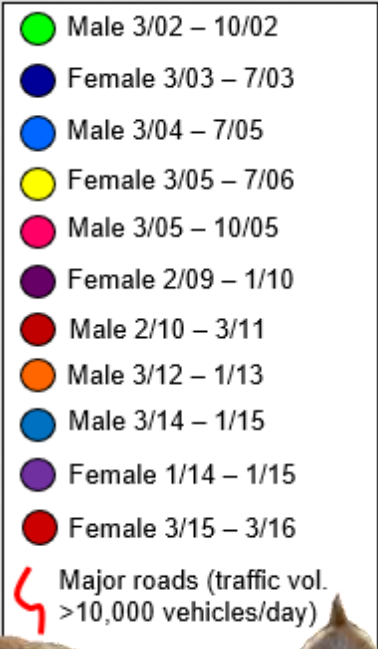 Male 3/02 – 10/02
Female 3/03 – 7/03
Male 3/04 – 7/05
Female 3/05 – 7/06
Male 3/05 – 10/05
Female 2/09 – 1/10
Male 2/10 – 3/11
Male 3/12 – 1/13
Male 3/14 – 1/15
Female 1/14 – 1/15
Female 3/15 – 3/16
Major roads (traffic vol.
>10,000 vehicles/day)